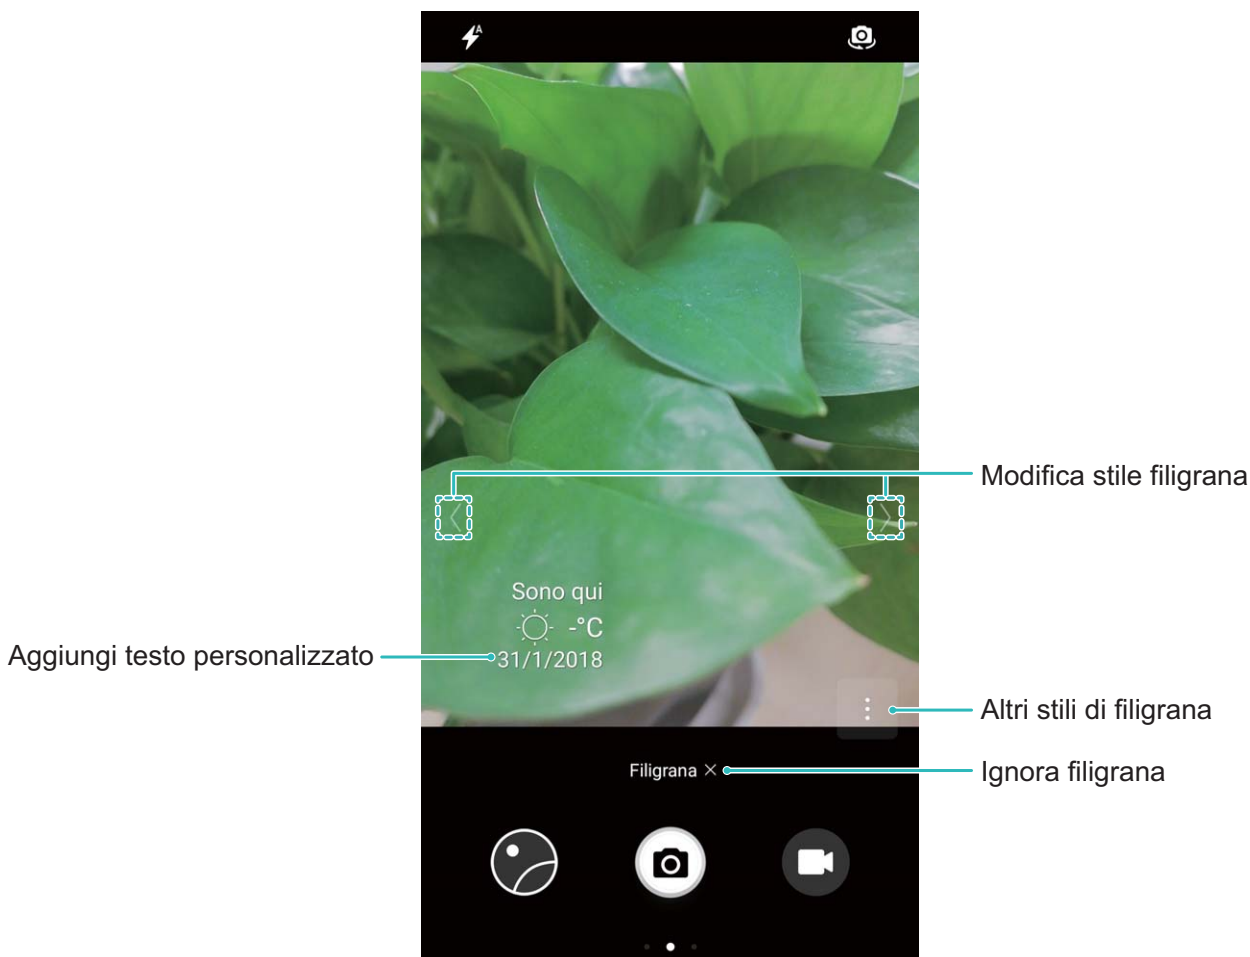 A
Modifica stile filigrana
Sono qui
-°C
Aggiungi testo personalizzato
31/1/2018
Altri stili di filigrana
Filigrana ×
Ignora filigrana